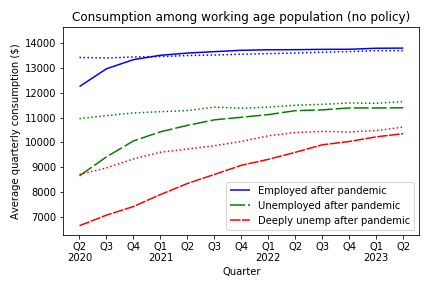 Consumption among working age population (no policy)
Average quarterly consumption ($)
14000
13000
12000
11000
10000
9000
8000
7000
Employed after pandemic
Unemployed after pandemic
Deeply unemp after pandemic
Q2 Q3 Q4 Q1 Q2 Q3 Q4 Q1 Q2 Q3 Q4 Q1 Q2
2020 2021 2022 2023
Quarter